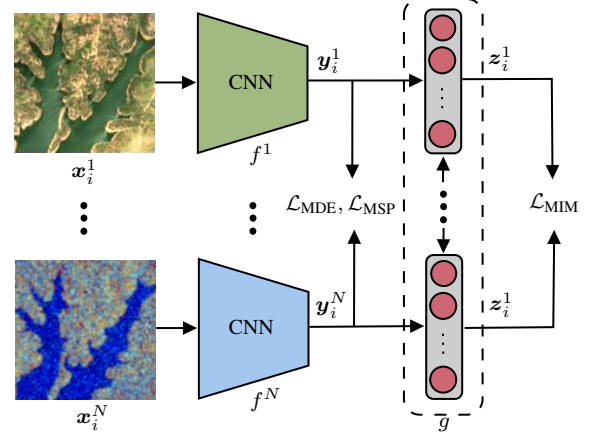 CNN
y_i^1
z_i^1
f^1
x_i^1
L_MDE, L_MSP
L_MIM
CNN
y_i^N
z_i^1
f^N
x_i^N
g